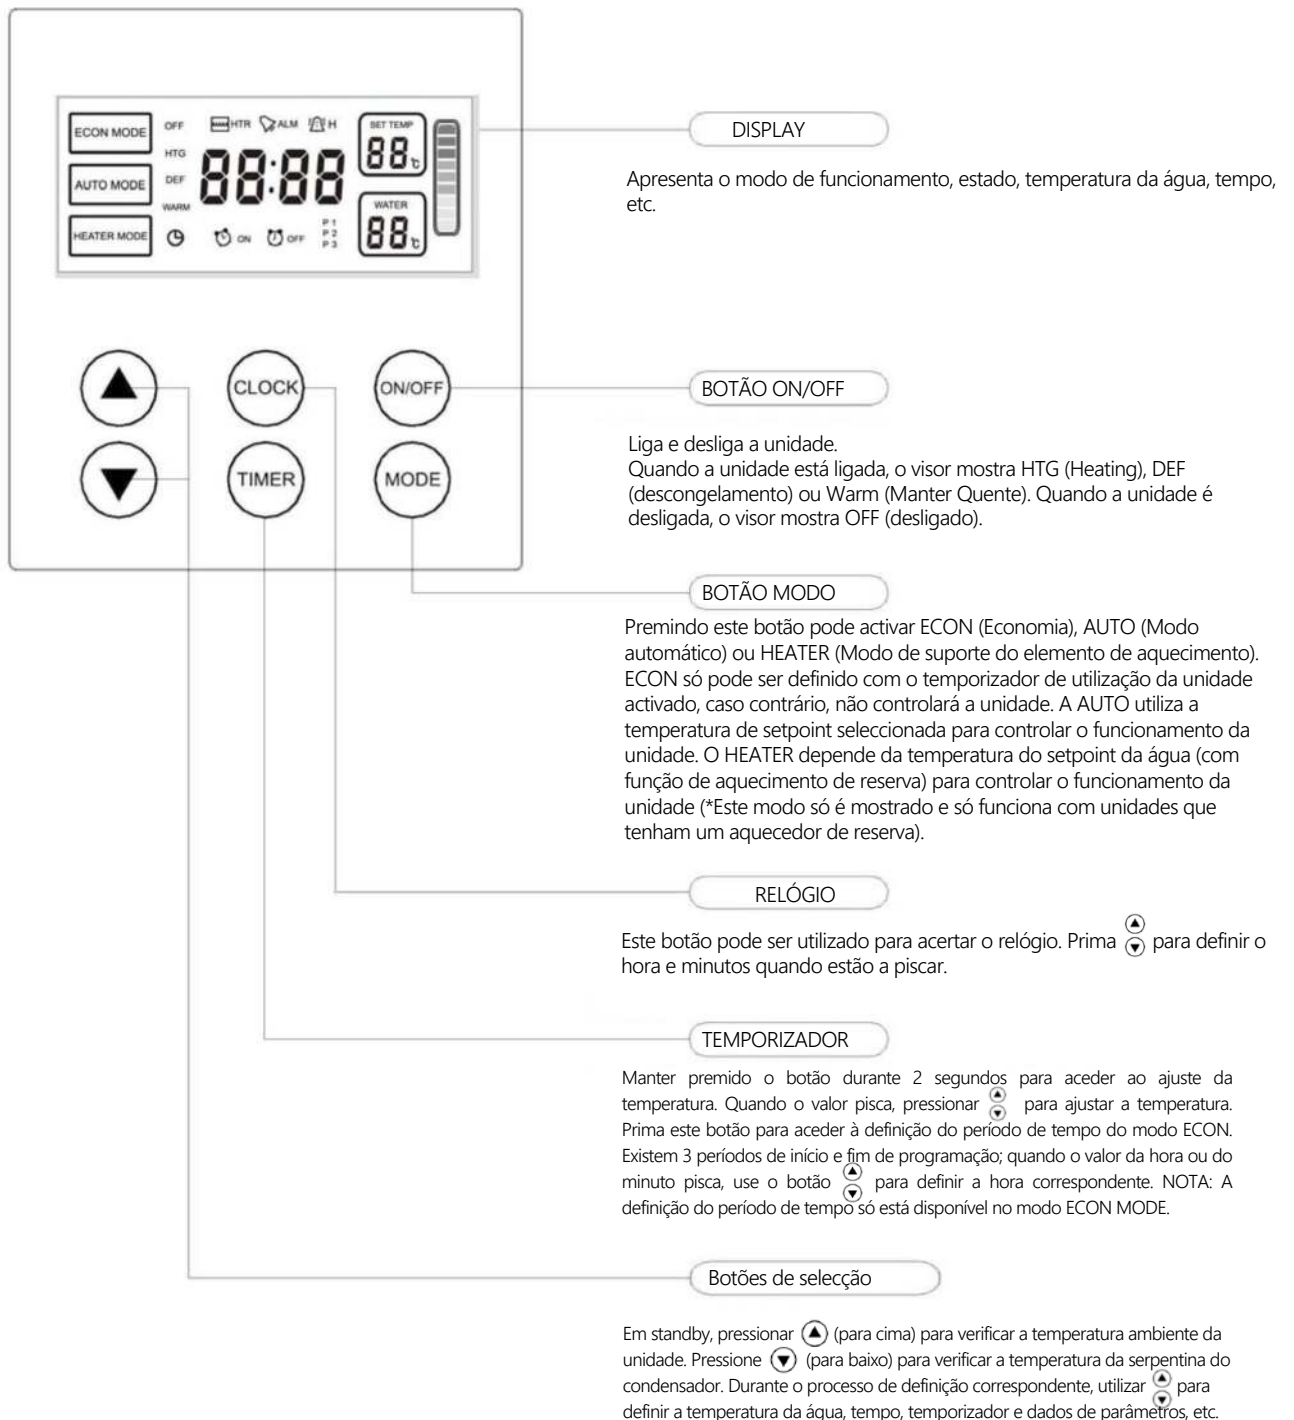 ECON MODE
AUTO MODE
HEATER MODE
OFF
HTG
DEF
WARM
HTR ALM H
88:88
ON OFF
P 1
P 2
P 3
SET TEMP
88 °C
WATER
88 °C
CLOCK
ON/OFF
TIMER
MODE
DISPLAY
Apresenta o modo de funcionamento, estado, temperatura da água, tempo,
etc.
BOTÃO ON/OFF
Liga e desliga a unidade.
Quando a unidade está ligada, o visor mostra HTG (Heating), DEF
(descongelamento) ou Warm (Manter Quente). Quando a unidade é
desligada, o visor mostra OFF (desligado).
BOTÃO MODO
Premindo este botão pode activar ECON (Economia), AUTO (Modo
automático) ou HEATER (Modo de suporte do elemento de aquecimento).
ECON só pode ser definido com o temporizador de utilização da unidade
activado, caso contrário, não controlará a unidade. A AUTO utiliza a
temperatura de setpoint seleccionada para controlar o funcionamento da
unidade. O HEATER depende da temperatura do setpoint da água (com
função de aquecimento de reserva) para controlar o funcionamento da
unidade (*Este modo só é mostrado e só funciona com unidades que
tenham um aquecedor de reserva).
RELÓGIO
Este botão pode ser utilizado para acertar o relógio. Prima para definir o
hora e minutos quando estão a piscar.
TEMPORIZADOR
Manter premido o botão durante 2 segundos para aceder ao ajuste da
temperatura. Quando o valor pisca, pressionar para ajustar a temperatura.
Prima este botão para aceder à definição do período de tempo do modo ECON.
Existem 3 períodos de início e fim de programação; quando o valor da hora ou do
minuto pisca, use o botão para definir a hora correspondente. NOTA: A
definição do período de tempo só está disponível no modo ECON MODE.
Botões de selecção
Em standby, pressionar (para cima) para verificar a temperatura ambiente da
unidade. Pressione (para baixo) para verificar a temperatura da serpentina do
condensador. Durante o processo de definição correspondente, utilizar para
definir a temperatura da água, tempo, temporizador e dados de parâmetros, etc.